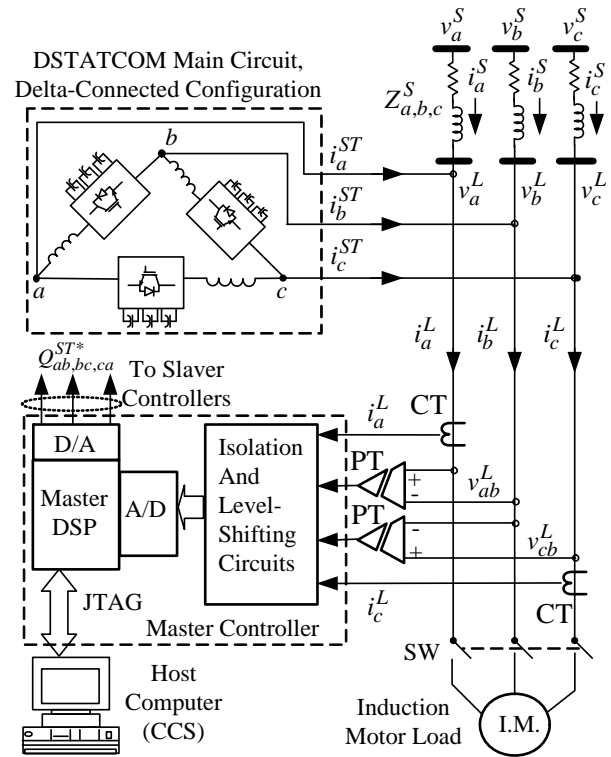 v_a^S v_b^S v_c^S
DSTATCOM Main Circuit,
Delta-Connected Configuration
Z_{a,b,c}^S i_a^S i_b^S i_c^S
b
i_a^{ST}
v_a^L v_b^L v_c^L
i_b^{ST}
i_c^{ST}
a c
i_a^L i_b^L i_c^L
Q_{ab,bc,ca}^{ST*}
To Slaver
Controllers
CT
i_a^L
D/A
Master
DSP
A/D
Isolation
And
Level-
Shifting
Circuits
PT
+
-
v_{ab}^L
PT
-
+
v_{cb}^L
i_c^L
CT
JTAG
Master Controller
SW
Host
Computer
(CCS)
Induction
Motor Load
I.M.